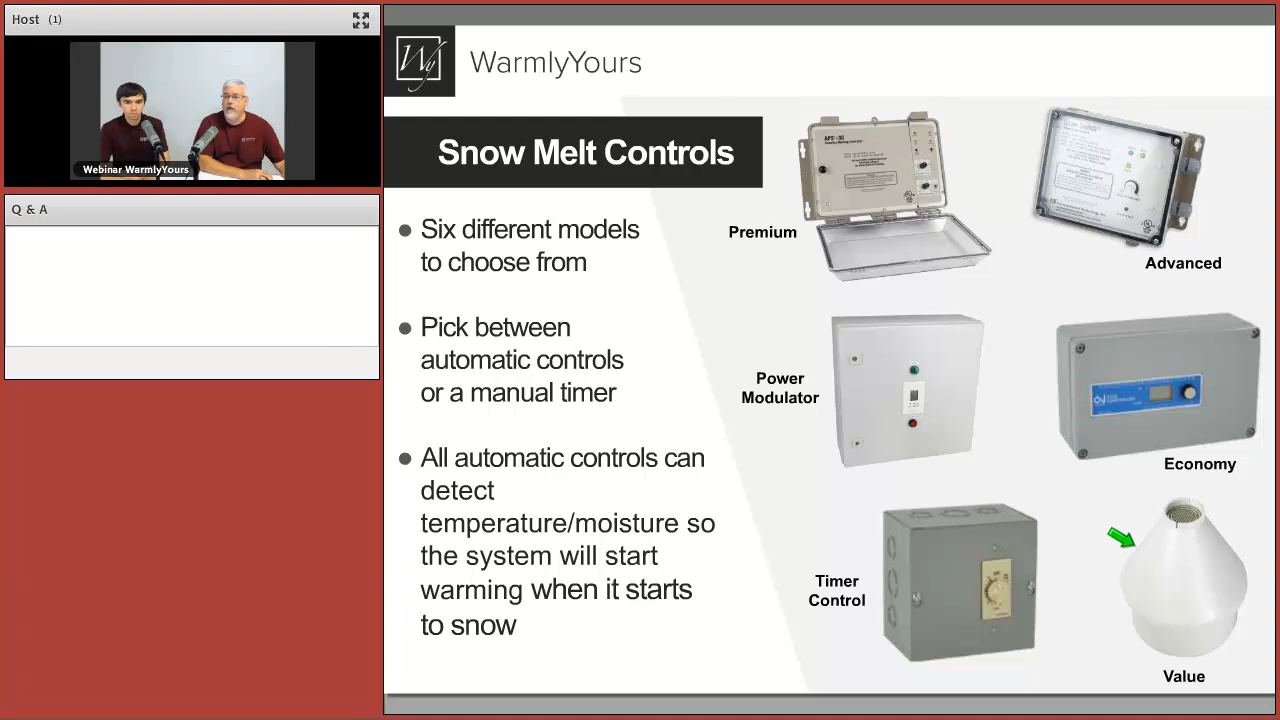 Host (1)
Webinar WarmlyYours
Q & A
Wy
WarmlyYours
Snow Melt Controls
● Six different models
to choose from
● Pick between
automatic controls
or a manual timer
● All automatic controls can
detect
temperature/moisture so
the system will start
warming when it starts
to snow
Premium
Advanced
Power
Modulator
Economy
Timer
Control
Value